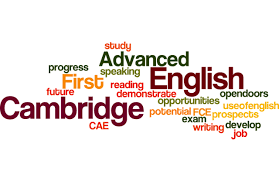 study
Advanced
progress
speaking
First
English
reading
opendoors
future
demonstrate
Cambridge
opportunities
useofenglish
potential
FCE
prospects
CAE
exam
writing
develop
job